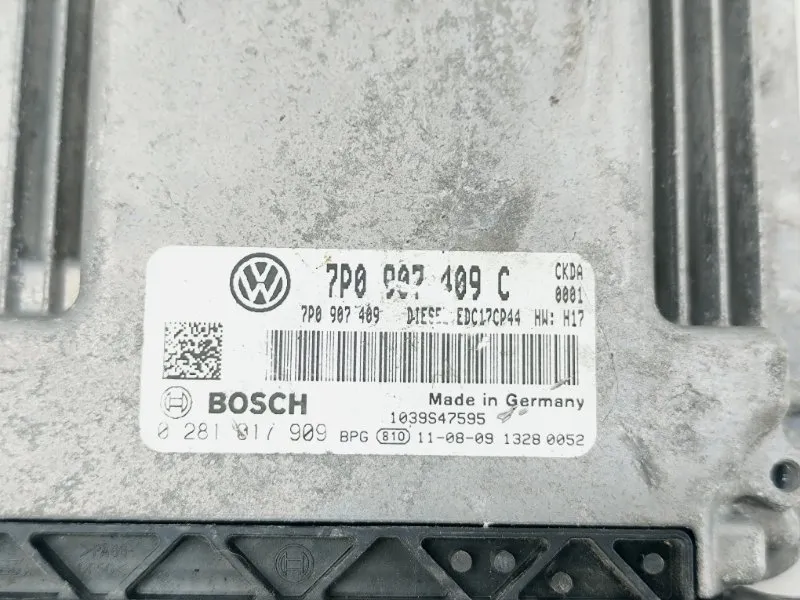 7P0 907 409 C CKDA
0001
7P0 907 409 DIESEL EDC17CP44 HW: H17
BOSCH Made in Germany
1039S47595
0 281 017 909 BPG 810 11-08-09 1328 0052